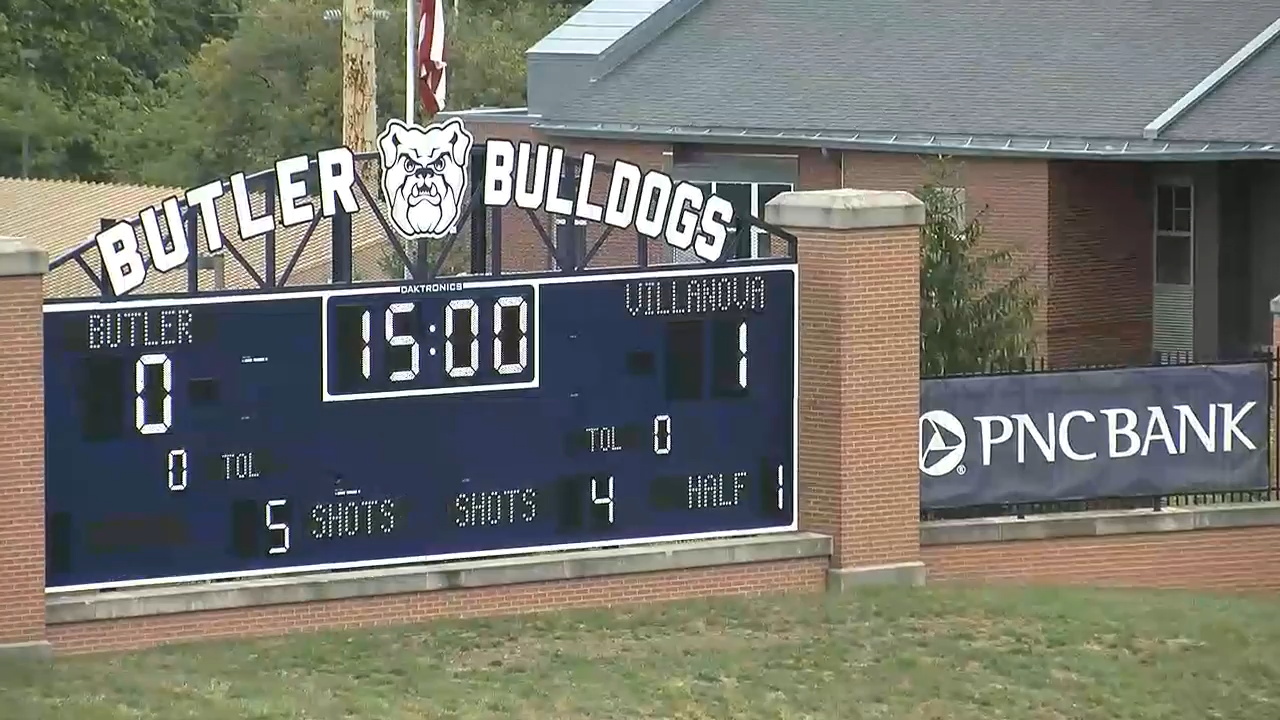 BUTLER BULLDOGS
DAKTRONICS
BUTLER 15:00 VILLANOVA
0 1
0 TOL TOL 0
5 SHOTS SHOTS 4 HALF 1
PNC BANK